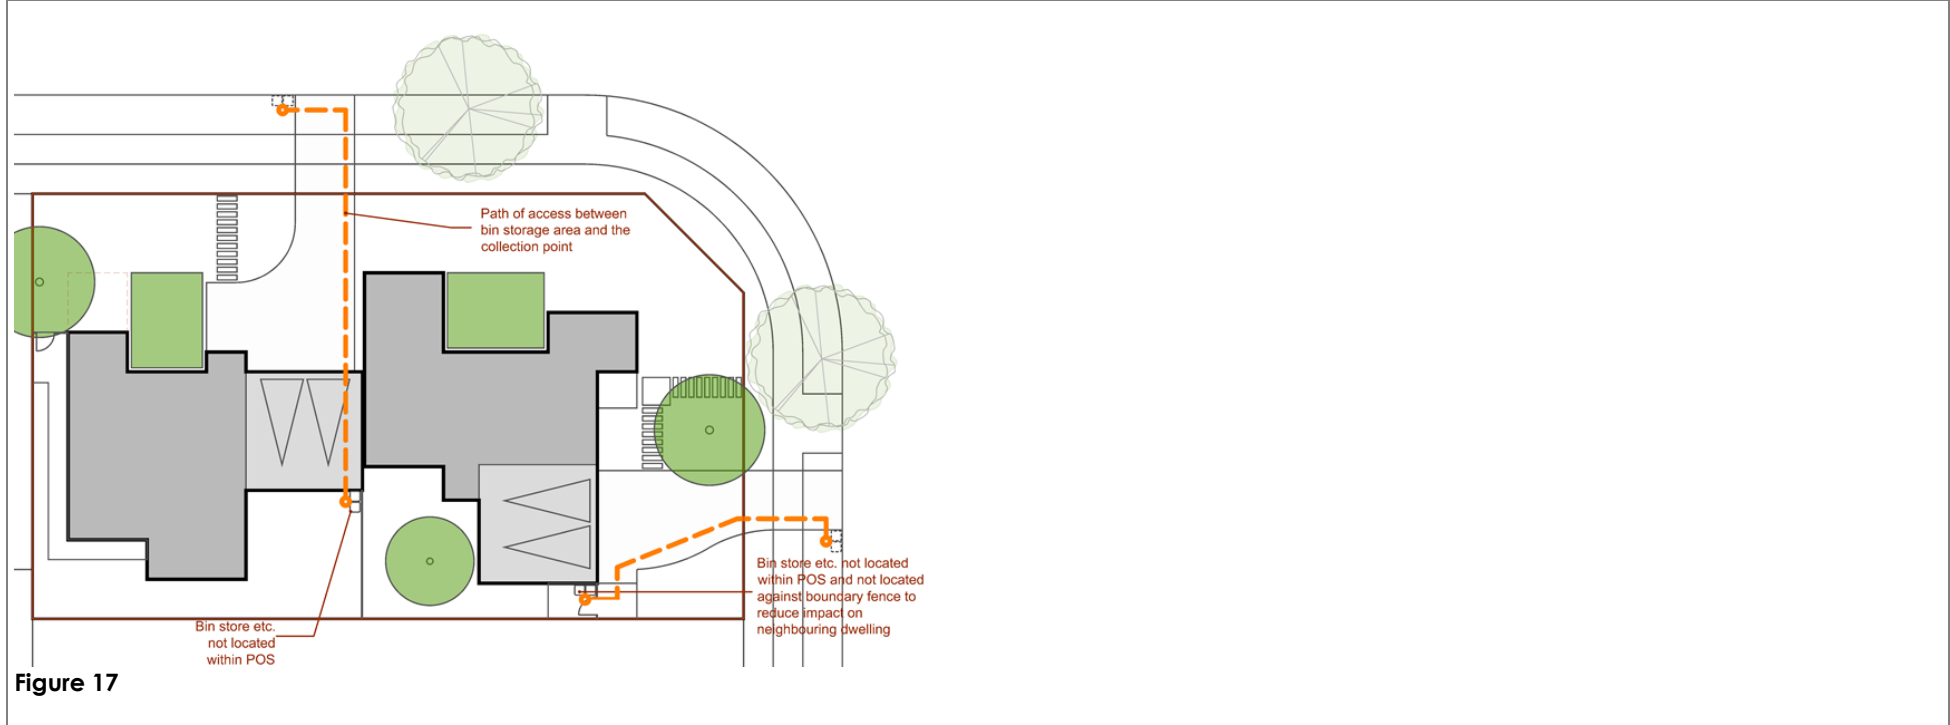 Path of access between
bin storage area and the
collection point
Bin store etc. not located
within POS and not located
against boundary fence to
reduce impact on
neighbouring dwelling
Bin store etc.
not located
within POS
Figure 17